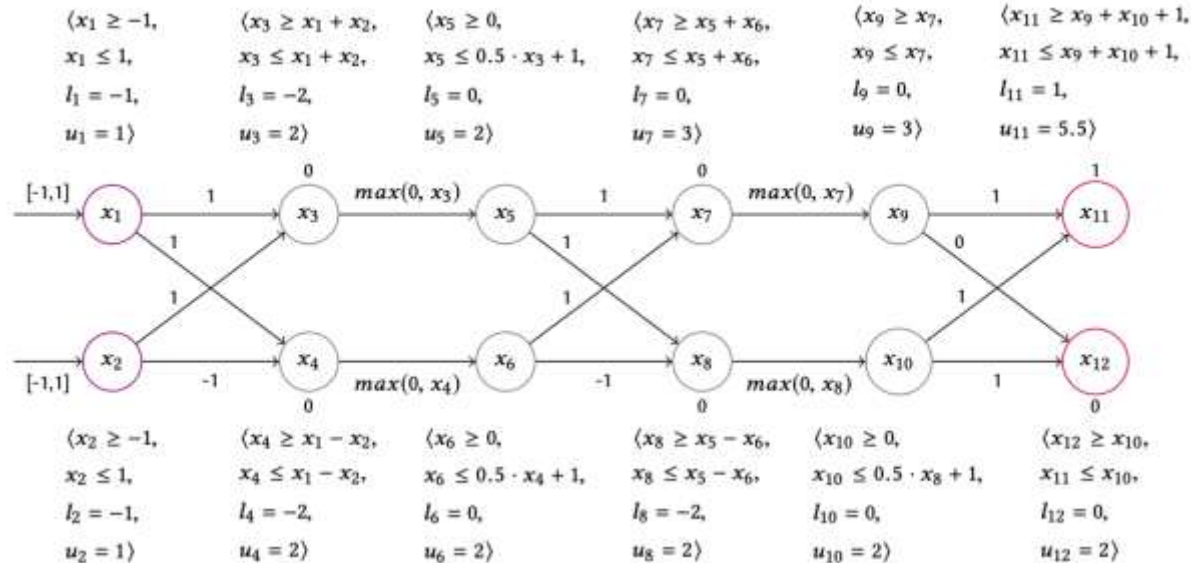 ⟨x₁ ≥ −1, ⟨x₃ ≥ x₁ + x₂, ⟨x₅ ≥ 0, ⟨x₇ ≥ x₅ + x₆, ⟨x₉ ≥ x₇, ⟨x₁₁ ≥ x₉ + x₁₀ + 1,
x₁ ≤ 1, x₃ ≤ x₁ + x₂, x₅ ≤ 0.5 · x₃ + 1, x₇ ≤ x₅ + x₆, x₉ ≤ x₇, x₁₁ ≤ x₉ + x₁₀ + 1,
l₁ = −1, l₃ = −2, l₅ = 0, l₇ = 0, l₉ = 0, l₁₁ = 1,
u₁ = 1⟩ u₃ = 2⟩ u₅ = 2⟩ u₇ = 3⟩ u₉ = 3⟩ u₁₁ = 5.5⟩
0 0 1
[-1,1] 1 max(0, x₃) 1 max(0, x₇) 1
x₁ x₃ x₅ x₇ x₉ x₁₁
1 1 0
1 1 1
x₂ x₄ x₆ x₈ x₁₀ x₁₂
[-1,1] -1 max(0, x₄) -1 max(0, x₈) 1
0 0 0
⟨x₂ ≥ −1, ⟨x₄ ≥ x₁ − x₂, ⟨x₆ ≥ 0, ⟨x₈ ≥ x₅ − x₆, ⟨x₁₀ ≥ 0, ⟨x₁₂ ≥ x₁₀,
x₂ ≤ 1, x₄ ≤ x₁ − x₂, x₆ ≤ 0.5 · x₄ + 1, x₈ ≤ x₅ − x₆, x₁₀ ≤ 0.5 · x₈ + 1, x₁₁ ≤ x₁₀,
l₂ = −1, l₄ = −2, l₆ = 0, l₈ = −2, l₁₀ = 0, l₁₂ = 0,
u₂ = 1⟩ u₄ = 2⟩ u₆ = 2⟩ u₈ = 2⟩ u₁₀ = 2⟩ u₁₂ = 2⟩